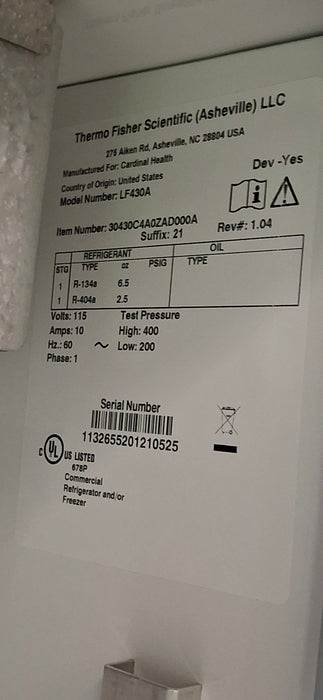 Thermo Fisher Scientific (Asheville) LLC
275 Aiken Rd, Asheville, NC 28804 USA
Manufactured For: Cardinal Health
Country of Origin: United States
Dev -Yes
Model Number: LF430A
Item Number: 30430C4A0ZAD000A
Rev#: 1.04
Suffix: 21
REFRIGERANT OIL
STG TYPE oz PSIG TYPE
1 R-134a 6.5
1 R-404a 2.5
Volts: 115 Test Pressure
Amps: 10 High: 400
Hz.: 60 ~ Low: 200
Phase: 1
Serial Number
1132655201210525
C UL US LISTED
678P
Commercial
Refrigerator and/or
Freezer